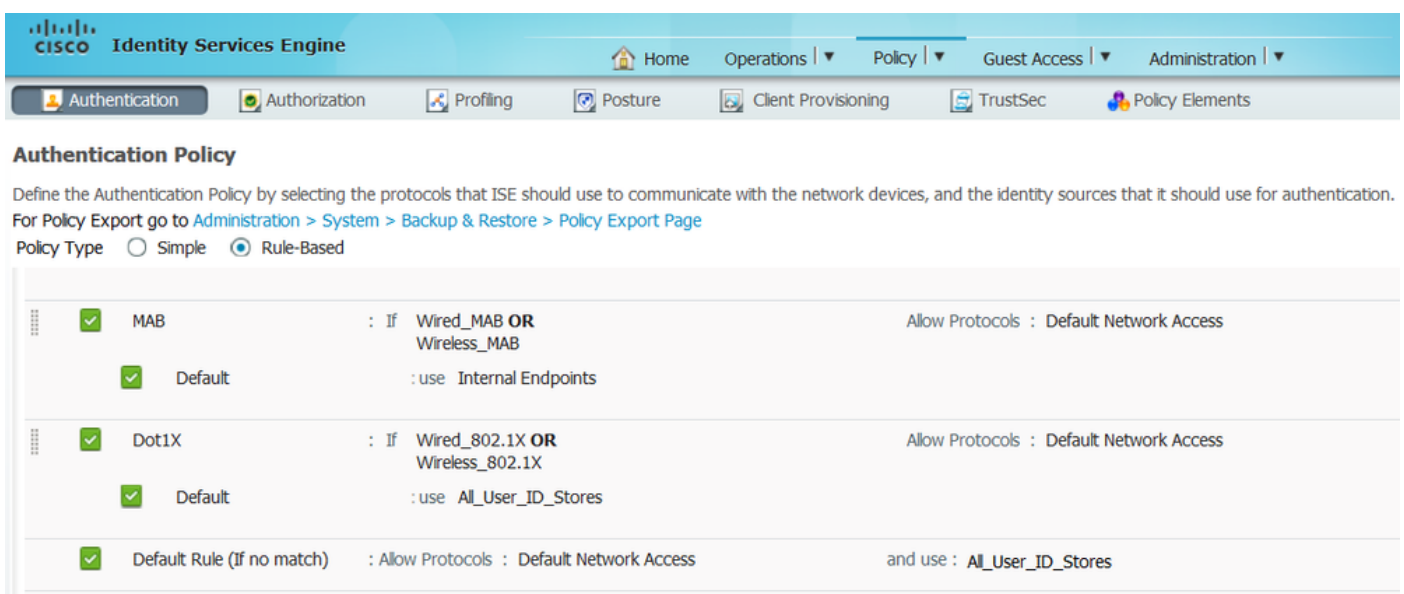 CISCO Identity Services Engine
Home Operations Policy Guest Access Administration
Authentication Authorization Profiling Posture Client Provisioning TrustSec Policy Elements
Authentication Policy
Define the Authentication Policy by selecting the protocols that ISE should use to communicate with the network devices, and the identity sources that it should use for authentication.
For Policy Export go to Administration > System > Backup & Restore > Policy Export Page
Policy Type Simple Rule-Based
MAB : If Wired_MAB OR Allow Protocols : Default Network Access
Wireless_MAB
Default : use Internal Endpoints
Dot1X : If Wired_802.1X OR Allow Protocols : Default Network Access
Wireless_802.1X
Default : use All_User_ID_Stores
Default Rule (If no match) : Allow Protocols : Default Network Access and use : All_User_ID_Stores